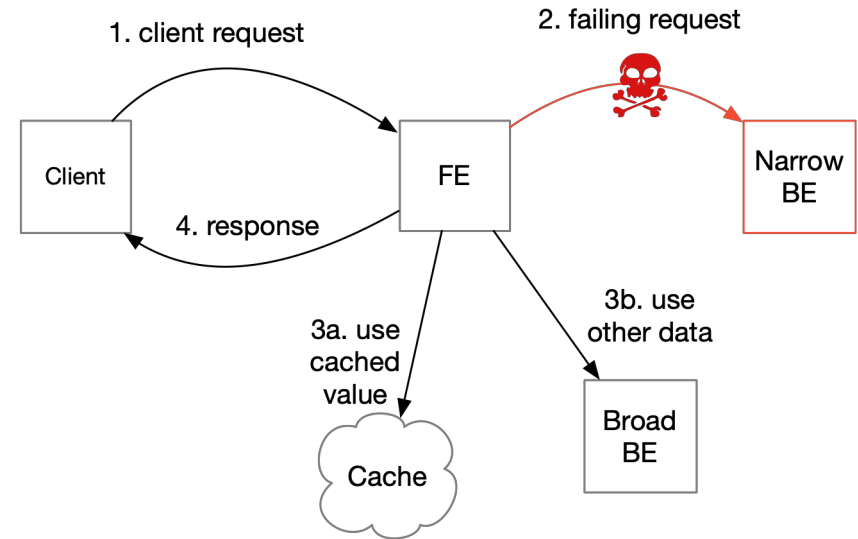 1. client request
2. failing request
Client
FE
Narrow
BE
4. response
3a. use
cached
value
3b. use
other data
Cache
Broad
BE